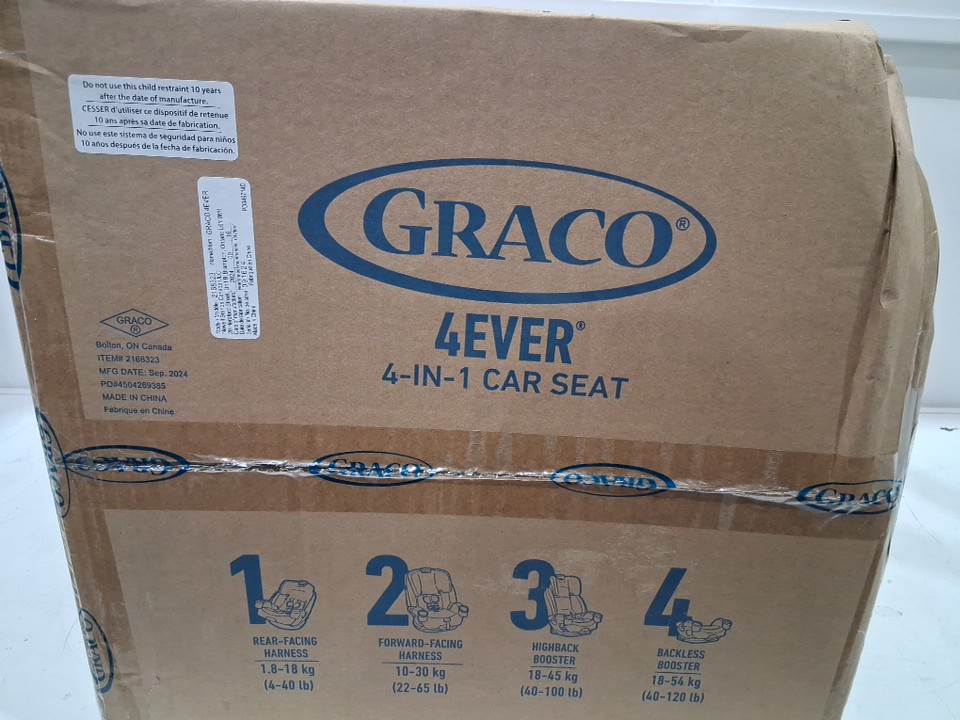 Do not use this child restraint 10 years
after the date of manufacture.
CESSER d'utiliser ce dispositif de retenue
10 ans après sa date de fabrication.
No use este sistema de seguridad para niños
10 años después de la fecha de fabricación.
GRACO 4EVER
GRACO®
4EVER®
4-IN-1 CAR SEAT
GRACO
®
Bolton, ON Canada
ITEM# 2168323
MFG DATE: Sep. 2024
PO#4504269385
MADE IN CHINA
Fabriqué en Chine
GRACO
GRACO
GRACO
GRACO
1
REAR-FACING
HARNESS
1.8-18 kg
(4-40 lb)
2
FORWARD-FACING
HARNESS
10-30 kg
(22-65 lb)
3
HIGHBACK
BOOSTER
18-45 kg
(40-100 lb)
4
BACKLESS
BOOSTER
18-54 kg
(40-120 lb)